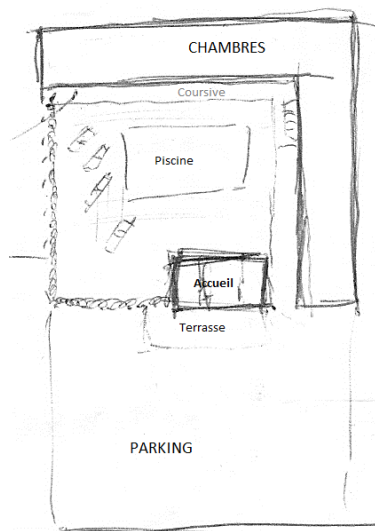 CHAMBRES
Coursive
Piscine
Accueil
Terrasse
PARKING